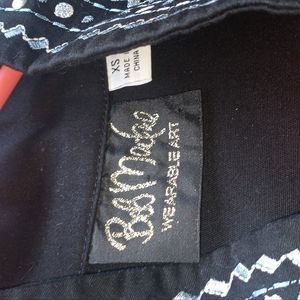 XS
MADE IN
CHINA
Bob Mackie
WEARABLE ART